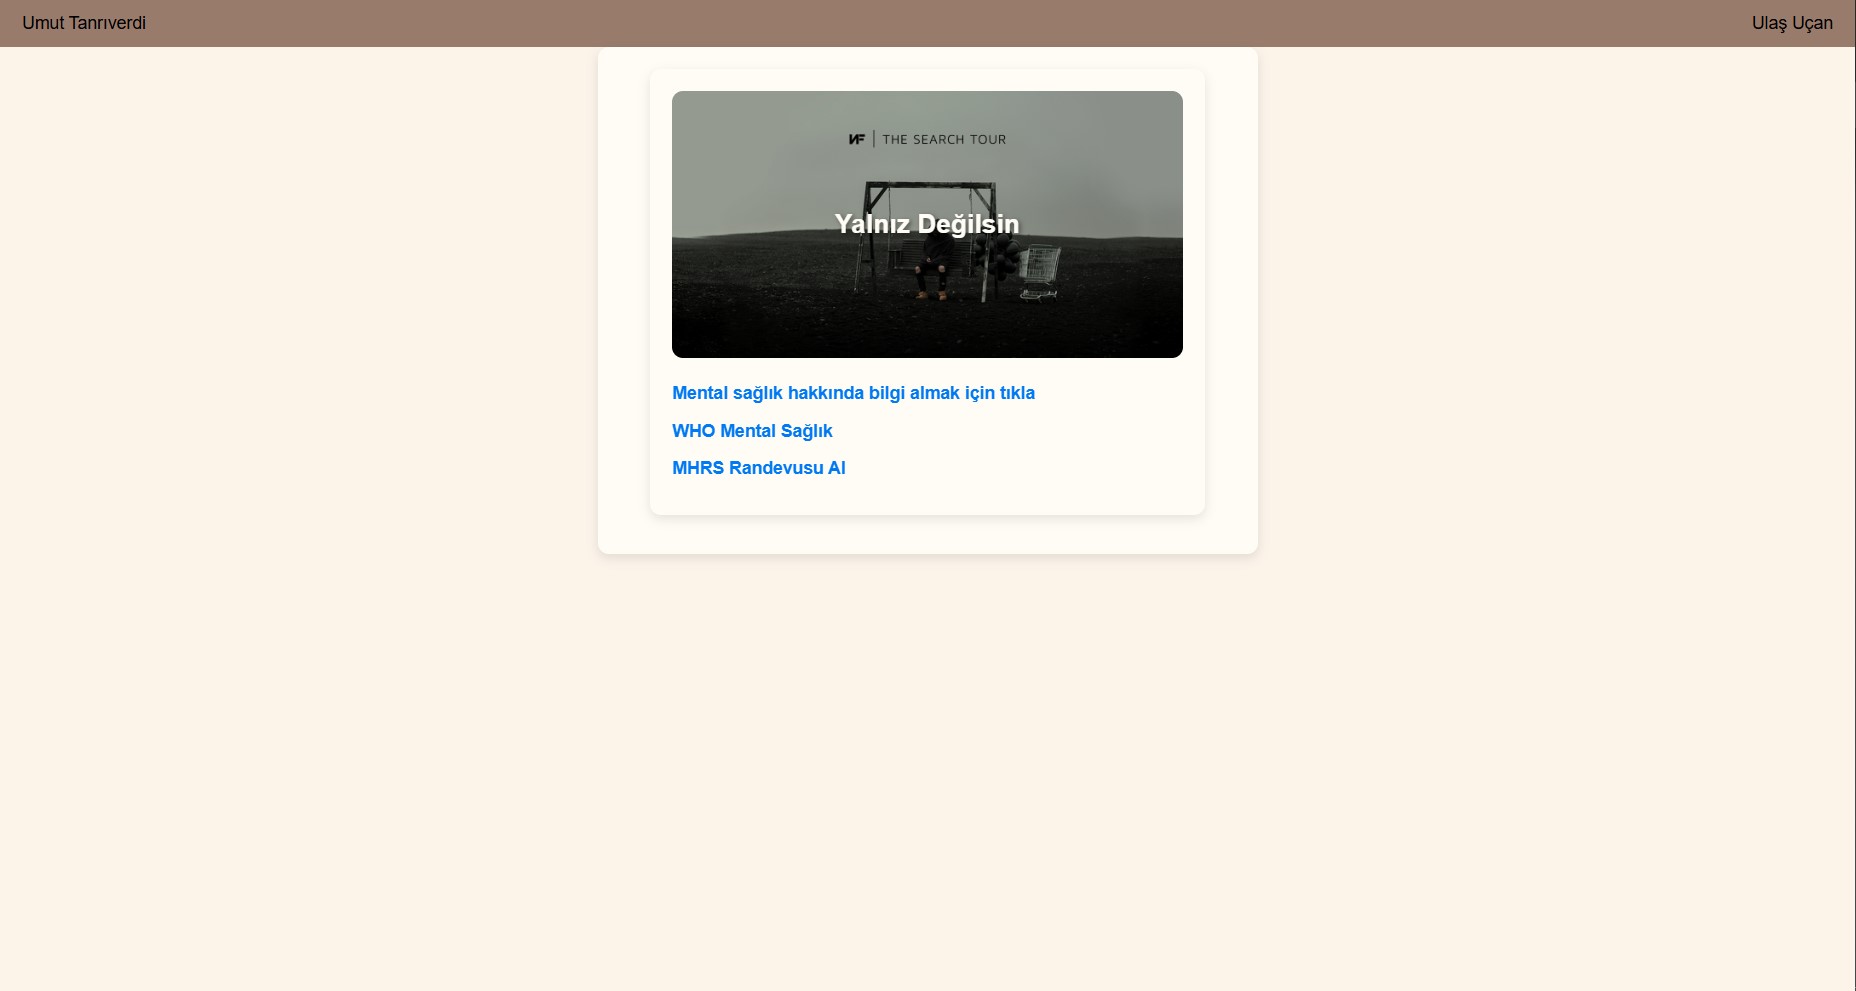 Umut Tanrıverdi
Ulaş Uçan
NF | THE SEARCH TOUR
Yalnız Değilsin
Mental sağlık hakkında bilgi almak için tıkla
WHO Mental Sağlık
MHRS Randevusu Al